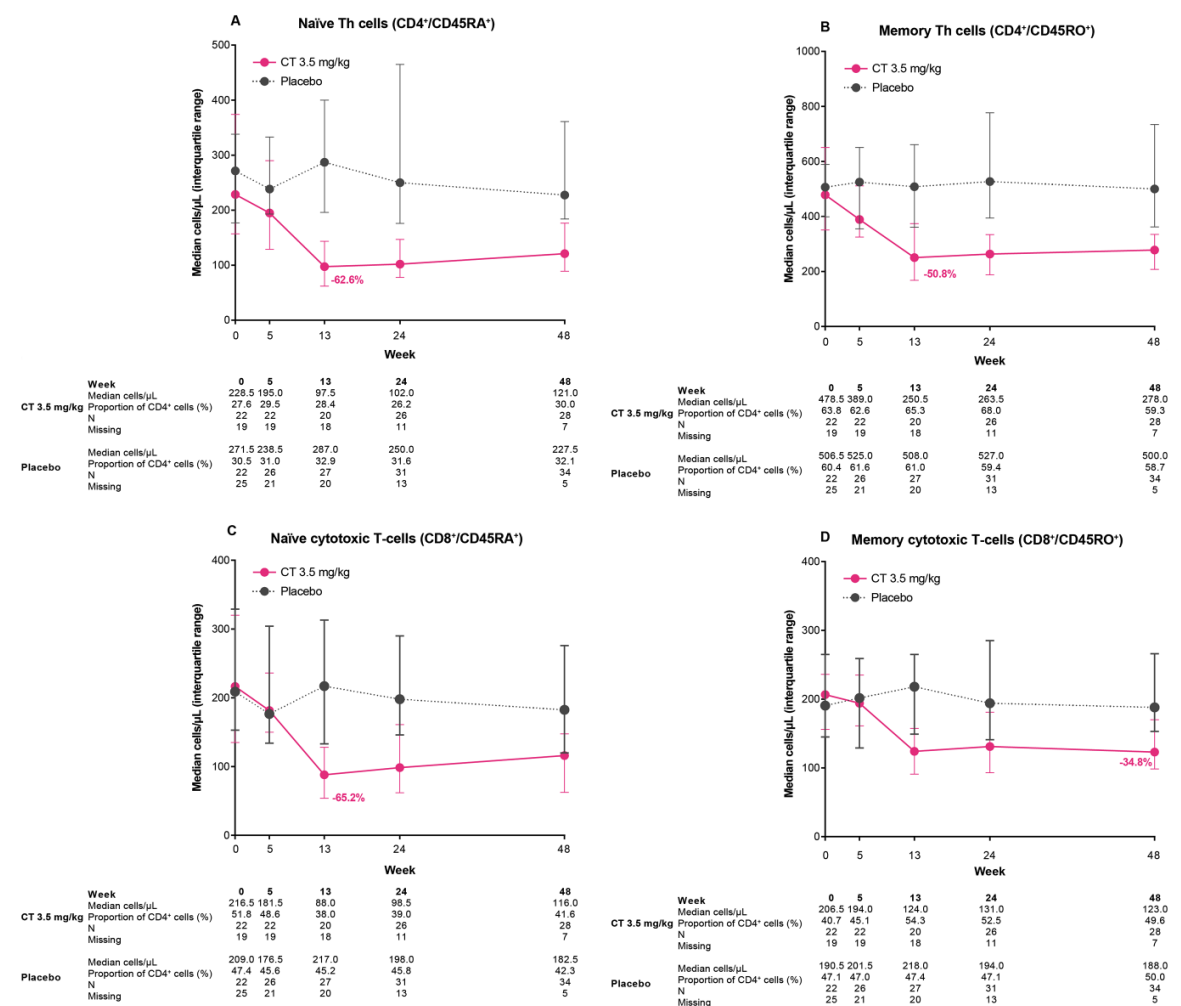 A
Naïve Th cells (CD4⁺/CD45RA⁺)
CT 3.5 mg/kg
Placebo
Median cells/µL (interquartile range)
500
400
300
200
100
0
-62.6%
0 5 13 24 48
Week
Week 0 5 13 24 48
Median cells/µL 228.5 195.0 97.5 102.0 121.0
CT 3.5 mg/kg Proportion of CD4⁺ cells (%) 27.6 29.5 28.4 26.2 30.0
N 22 22 20 26 28
Missing 19 19 18 11 7
Median cells/µL 271.5 238.5 287.0 250.0 227.5
Placebo Proportion of CD4⁺ cells (%) 30.5 31.0 32.9 31.6 32.1
N 22 26 27 31 34
Missing 25 21 20 13 5
B
Memory Th cells (CD4⁺/CD45RO⁺)
CT 3.5 mg/kg
Placebo
Median cells/µL (interquartile range)
1000
800
600
400
200
0
-50.8%
0 5 13 24 48
Week
Week 0 5 13 24 48
Median cells/µL 478.5 389.0 250.5 263.5 278.0
CT 3.5 mg/kg Proportion of CD4⁺ cells (%) 63.8 62.6 65.3 68.0 59.3
N 22 22 20 26 28
Missing 19 19 18 11 7
Median cells/µL 506.5 525.0 508.0 527.0 500.0
Placebo Proportion of CD4⁺ cells (%) 60.4 61.6 61.0 59.4 58.7
N 22 26 27 31 34
Missing 25 21 20 13 5
C
Naïve cytotoxic T-cells (CD8⁺/CD45RA⁺)
CT 3.5 mg/kg
Placebo
Median cells/µL (interquartile range)
400
300
200
100
0
-65.2%
0 5 13 24 48
Week
Week 0 5 13 24 48
Median cells/µL 216.5 181.5 88.0 98.5 116.0
CT 3.5 mg/kg Proportion of CD4⁺ cells (%) 51.8 48.6 38.0 39.0 41.6
N 22 22 20 26 28
Missing 19 19 18 11 7
Median cells/µL 209.0 176.5 217.0 198.0 182.5
Placebo Proportion of CD4⁺ cells (%) 47.4 45.6 45.2 45.8 42.3
N 22 26 27 31 34
Missing 25 21 20 13 5
D
Memory cytotoxic T-cells (CD8⁺/CD45RO⁺)
CT 3.5 mg/kg
Placebo
Median cells/µL (interquartile range)
400
300
200
100
0
-34.8%
0 5 13 24 48
Week
Week 0 5 13 24 48
Median cells/µL 206.5 194.0 124.0 131.0 123.0
CT 3.5 mg/kg Proportion of CD4⁺ cells (%) 40.7 45.1 54.3 52.5 49.6
N 22 22 20 26 28
Missing 19 19 18 11 7
Median cells/µL 190.5 201.5 218.0 194.0 188.0
Placebo Proportion of CD4⁺ cells (%) 47.1 47.0 47.4 47.1 50.0
N 22 26 27 31 34
Missing 25 21 20 13 5